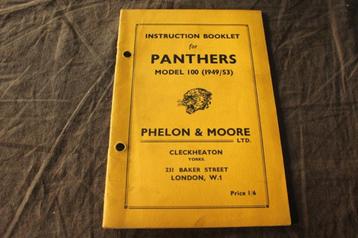 INSTRUCTION BOOKLET
for
PANTHERS
MODEL 100 (1949/53)
PHELON & MOORE
LTD.
CLECKHEATON
YORKS.
231 BAKER STREET
LONDON, W.1
Price 1/6